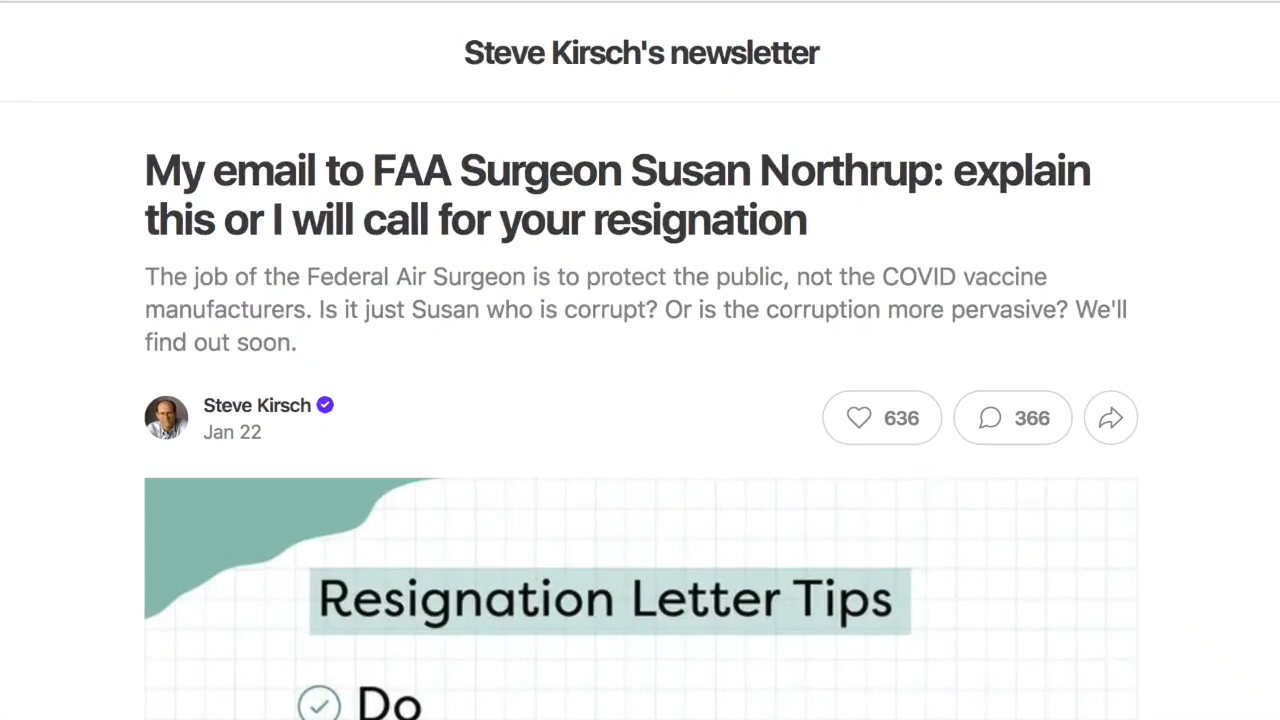 Steve Kirsch's newsletter
My email to FAA Surgeon Susan Northrup: explain
this or I will call for your resignation
The job of the Federal Air Surgeon is to protect the public, not the COVID vaccine
manufacturers. Is it just Susan who is corrupt? Or is the corruption more pervasive? We'll
find out soon.
Steve Kirsch
Jan 22
636
366
Resignation Letter Tips
Do